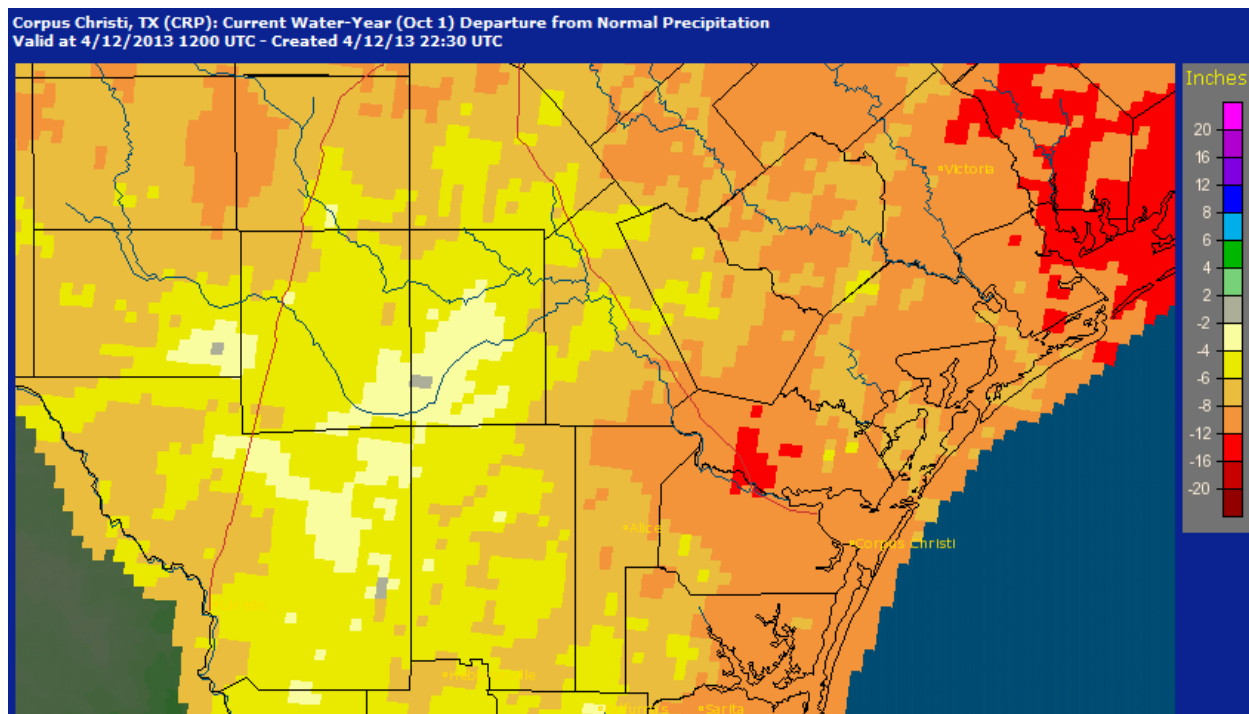 Corpus Christi, TX (CRP): Current Water-Year (Oct 1) Departure from Normal Precipitation
Valid at 4/12/2013 1200 UTC - Created 4/12/13 22:30 UTC
Inches
20
16
12
8
6
4
2
-2
-4
-6
-8
-12
-16
-20
Victoria
Alice
Corpus Christi
Sarita